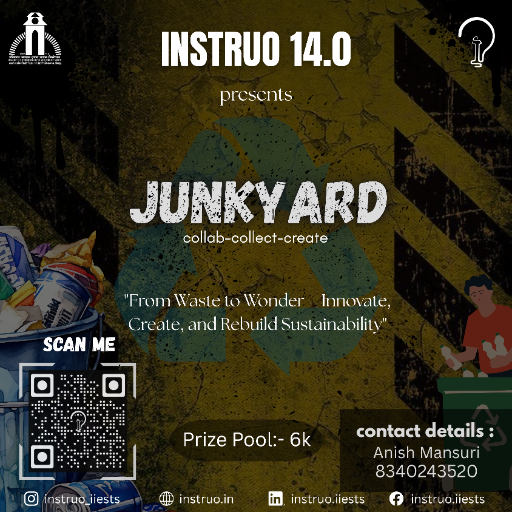 INSTRUO 14.0
presents
JUNKYARD
collab-collect-create
"From Waste to Wonder Innovate,
Create, and Rebuild Sustainability"
SCAN ME
Prize Pool:- 6k
contact details :
Anish Mansuri
8340243520
instruo_iiests
instruo.in
instruo.iiests
instruo.iiests